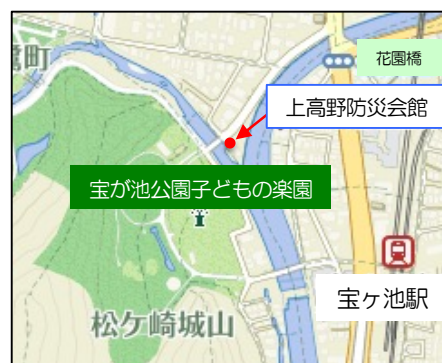 花園橋
町
上高野防災会館
宝が池公園子どもの楽園
宝ヶ池駅
松ケ崎城山